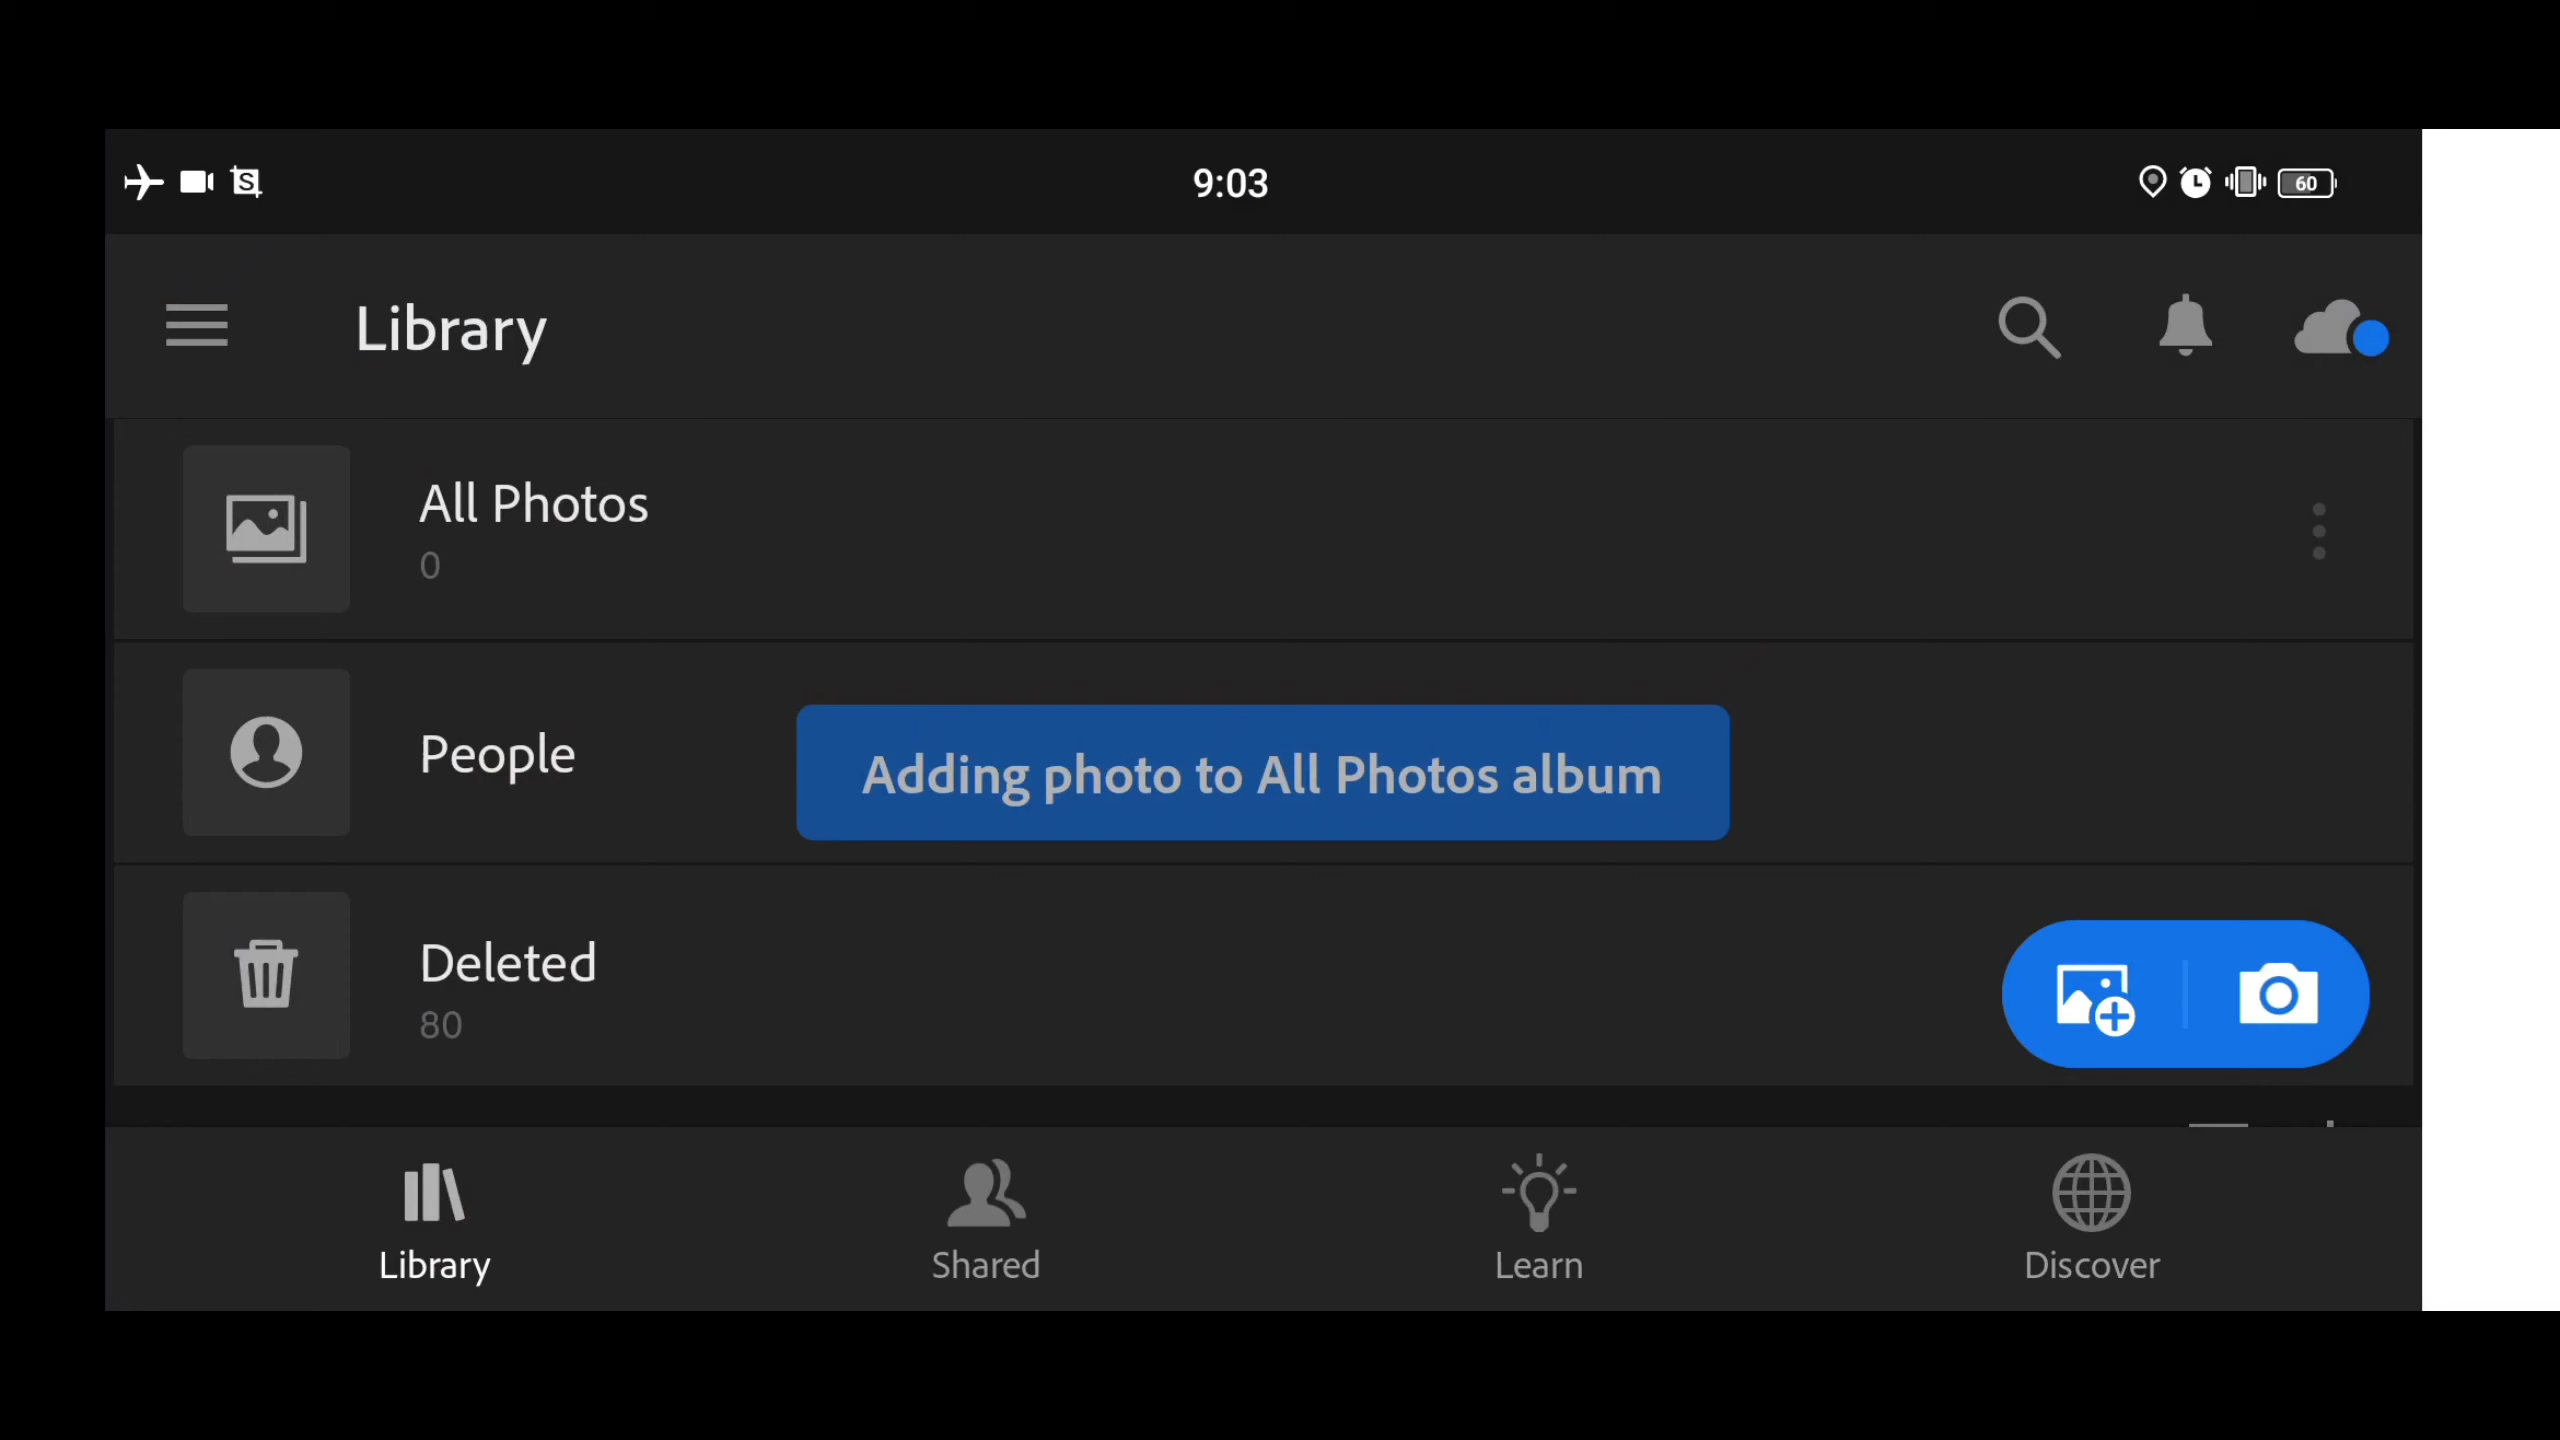 9:03
60
Library
All Photos
0
People
Adding photo to All Photos album
Deleted
80
Library
Shared
Learn
Discover